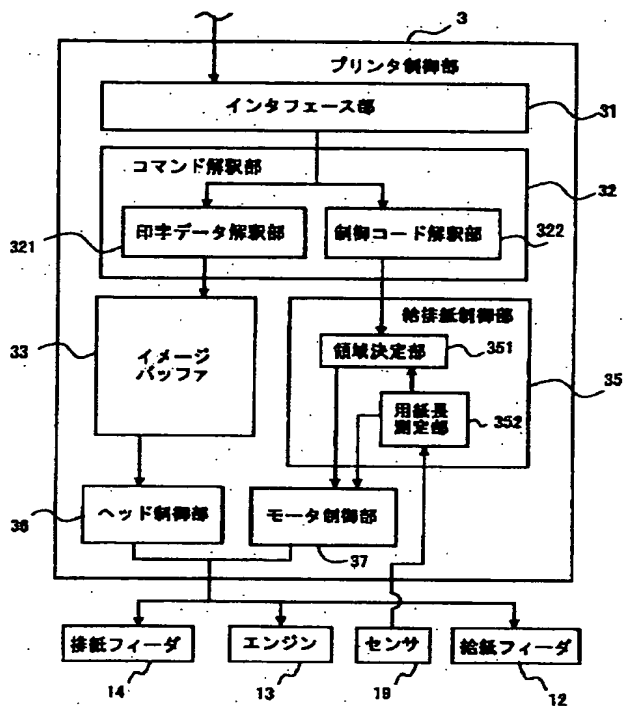 3
プリンタ制御部
インタフェース部
31
コマンド解釈部
32
印字データ解釈部
制御コード解釈部
321
322
給排紙制御部
33
イメージ
バッファ
領域決定部
351
35
用紙長
測定部
352
36
ヘッド制御部
モータ制御部
37
排紙フィーダ
エンジン
センサ
給紙フィーダ
14
13
19
12